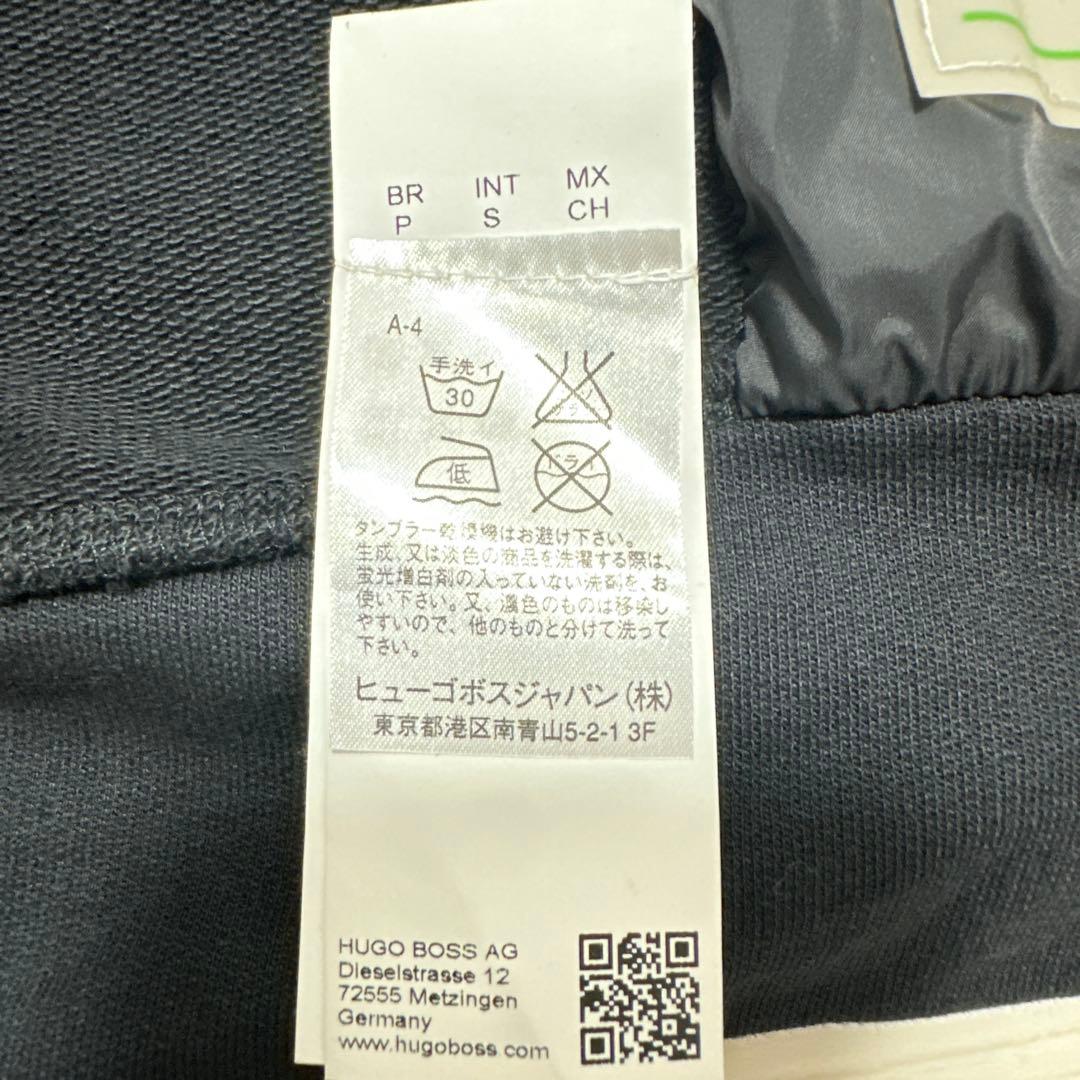 BR INT MX
P S CH
A-4
手洗イ
30
低
ドライ
タンブラー乾燥機はお避け下さい。
生成、又は淡色の商品を洗濯する際は、
蛍光増白剤の入っていない洗剤を、お
使い下さい。又、濃色のものは移染し
やすいので、他のものと分けて洗って
下さい。
ヒューゴボスジャパン(株)
東京都港区南青山5-2-1 3F
HUGO BOSS AG
Dieselstrasse 12
72555 Metzingen
Germany
www.hugoboss.com